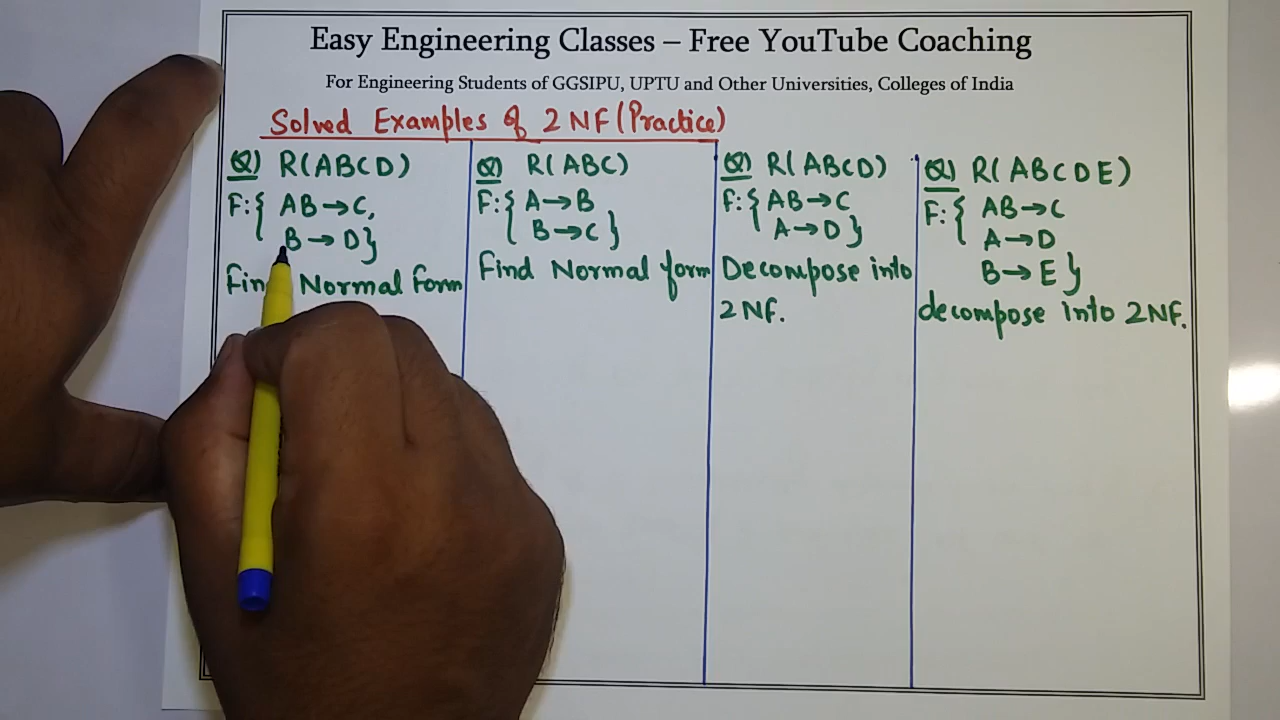 Easy Engineering Classes – Free YouTube Coaching
For Engineering Students of GGSIPU, UPTU and Other Universities, Colleges of India
Solved Examples of 2NF (Practice)
Q) R(ABCD)
F:{ AB→C,
B→D}
Find Normal form
Q) R(ABC)
F:{ A→B
B→C}
Find Normal form
Q) R(ABCD)
F:{ AB→C
A→D}
Decompose into
2NF.
Q) R(ABCDE)
F:{ AB→C
A→D
B→E}
decompose into 2NF.